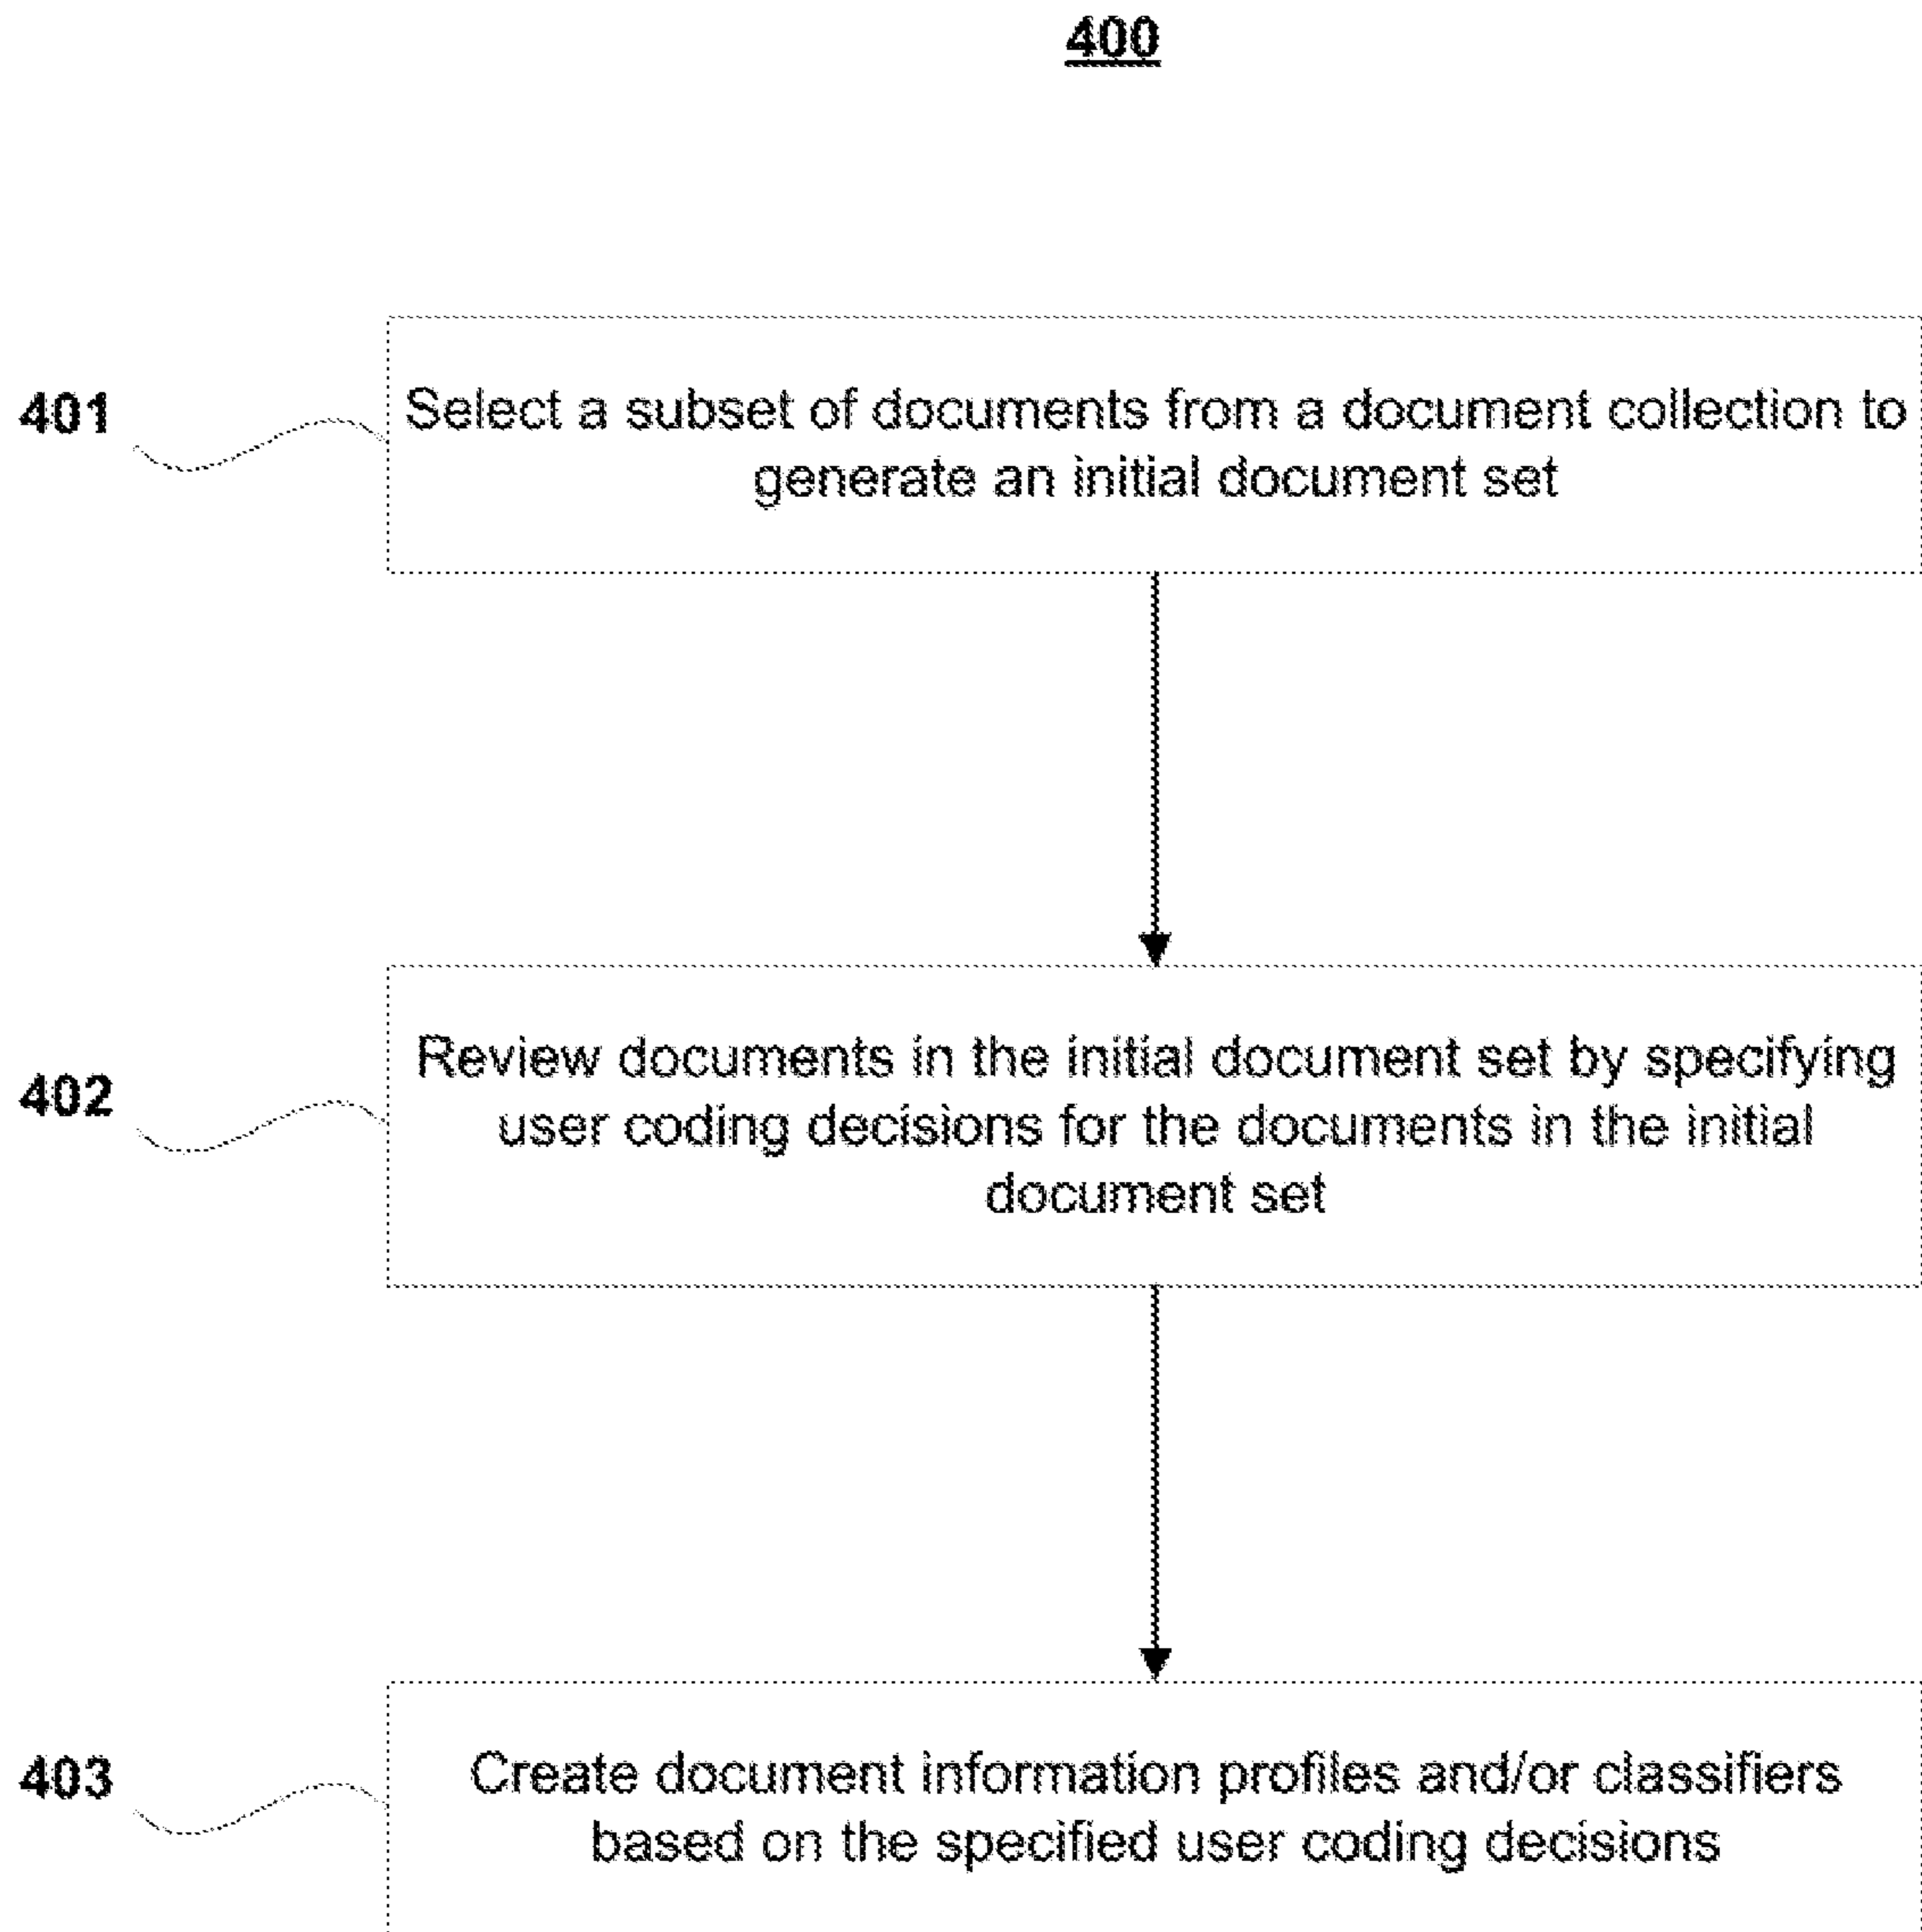 400
401
Select a subset of documents from a document collection to
generate an initial document set
402
Review documents in the initial document set by specifying
user coding decisions for the documents in the initial
document set
403
Create document information profiles and/or classifiers
based on the specified user coding decisions